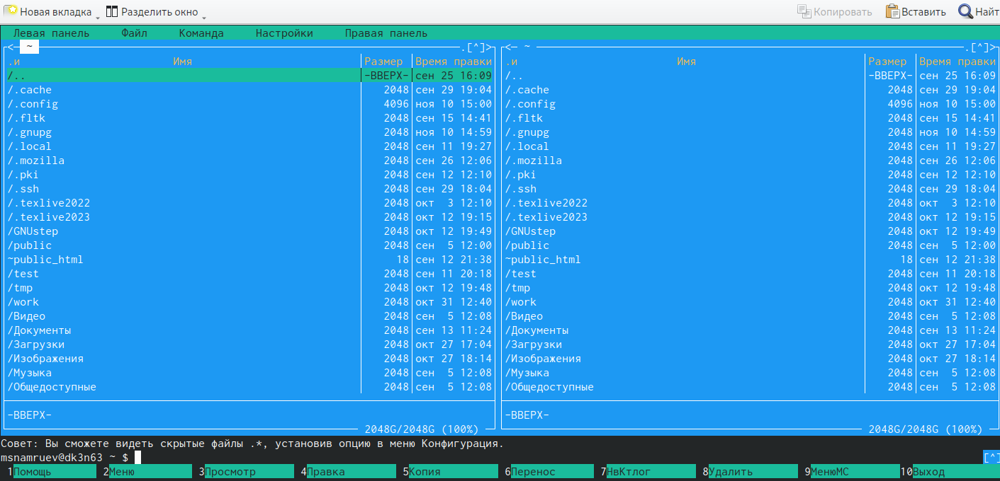 Новая вкладка Разделить окно Копировать Вставить Найт
Левая панель Файл Команда Настройки Правая панель
<─ ~ .[^]> <─ ~ .[^]>
.и Имя Размер Время правки .и Имя Размер Время правки
/.. -ВВЕРХ- сен 25 16:09 /.. -ВВЕРХ- сен 25 16:09
/.cache 2048 сен 29 19:04 /.cache 2048 сен 29 19:04
/.config 4096 ноя 10 15:00 /.config 4096 ноя 10 15:00
/.fltk 2048 сен 15 14:41 /.fltk 2048 сен 15 14:41
/.gnupg 2048 ноя 10 14:59 /.gnupg 2048 ноя 10 14:59
/.local 2048 сен 11 19:27 /.local 2048 сен 11 19:27
/.mozilla 2048 сен 26 12:06 /.mozilla 2048 сен 26 12:06
/.pki 2048 сен 12 12:10 /.pki 2048 сен 12 12:10
/.ssh 2048 сен 29 18:04 /.ssh 2048 сен 29 18:04
/.texlive2022 2048 окт 3 12:10 /.texlive2022 2048 окт 3 12:10
/.texlive2023 2048 окт 12 19:15 /.texlive2023 2048 окт 12 19:15
/GNUstep 2048 окт 12 19:49 /GNUstep 2048 окт 12 19:49
/public 2048 сен 5 12:00 /public 2048 сен 5 12:00
~public_html 18 сен 12 21:38 ~public_html 18 сен 12 21:38
/test 2048 сен 11 20:18 /test 2048 сен 11 20:18
/tmp 2048 окт 12 19:48 /tmp 2048 окт 12 19:48
/work 2048 окт 31 12:40 /work 2048 окт 31 12:40
/Видео 2048 сен 5 12:08 /Видео 2048 сен 5 12:08
/Документы 2048 сен 13 11:24 /Документы 2048 сен 13 11:24
/Загрузки 2048 окт 27 17:04 /Загрузки 2048 окт 27 17:04
/Изображения 2048 окт 27 18:14 /Изображения 2048 окт 27 18:14
/Музыка 2048 сен 5 12:08 /Музыка 2048 сен 5 12:08
/Общедоступные 2048 сен 5 12:08 /Общедоступные 2048 сен 5 12:08
-ВВЕРХ- -ВВЕРХ-
2048G/2048G (100%) 2048G/2048G (100%)
Совет: Вы сможете видеть скрытые файлы .*, установив опцию в меню Конфигурация.
msnamruev@dk3n63 ~ $ [^]
1Помощь 2Меню 3Просмотр 4Правка 5Копия 6Перенос 7НвКтлог 8Удалить 9МенюMC 10Выход